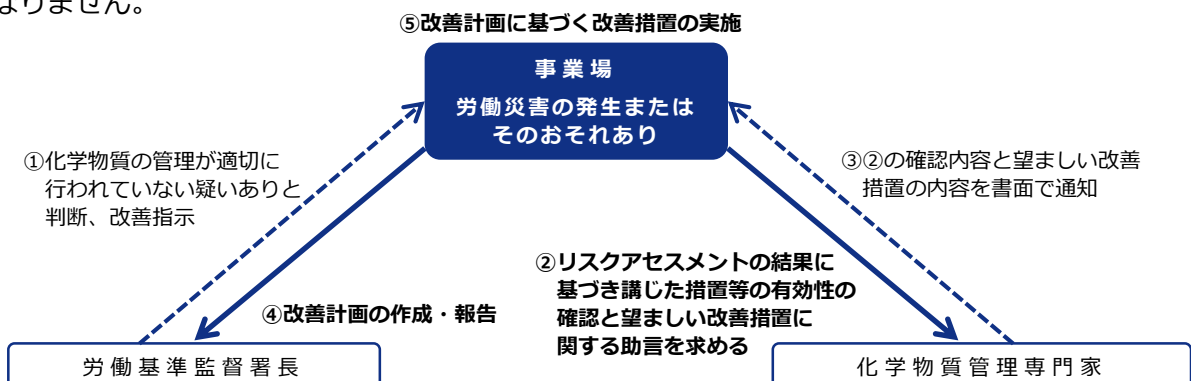 なりません。
⑤改善計画に基づく改善措置の実施
事業場
労働災害の発生または
そのおそれあり
①化学物質の管理が適切に
行われていない疑いありと
判断、改善指示
③②の確認内容と望ましい改善
措置の内容を書面で通知
②リスクアセスメントの結果に
基づき講じた措置等の有効性の
確認と望ましい改善措置に
関する助言を求める
④改善計画の作成・報告
労働基準監督署長
化学物質管理専門家